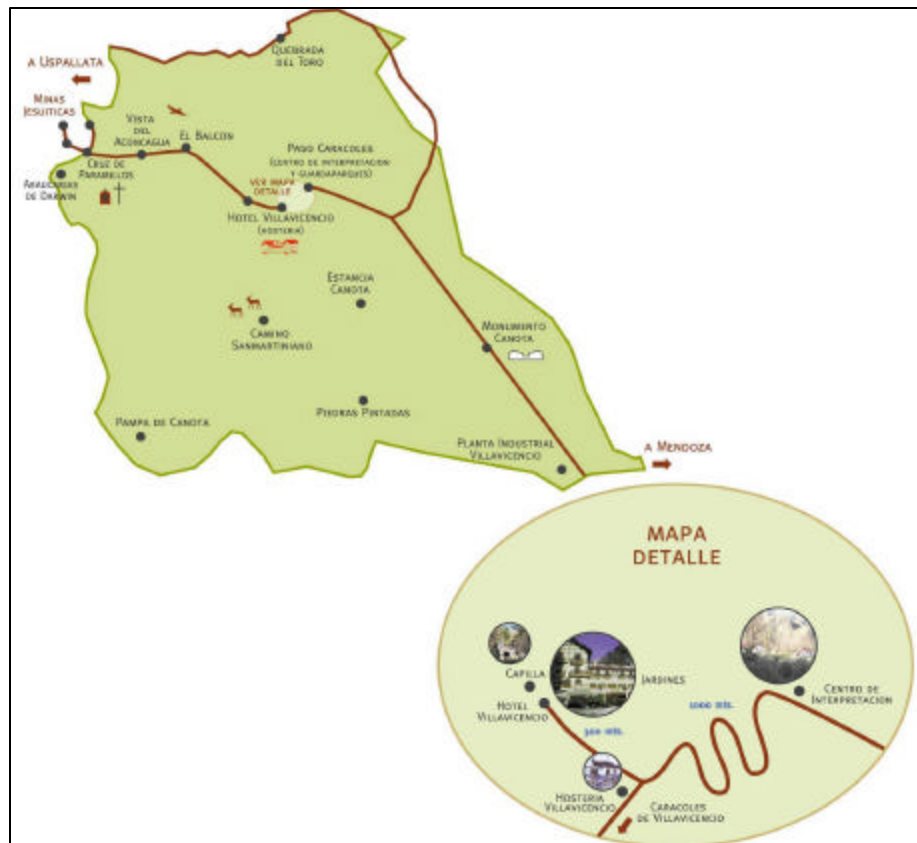 QUEBRADA
DEL TORO
A USPALLATA
MINAS
JESUITICAS
VISTA
DEL
ACONCAGUA
EL BALCON
PASO CARACOLES
(CENTRO DE INTERPRETACION
Y GUARDAPARQUES)
CRUZ DE
PARAMILLOS
ARAUCARIAS
DE DARWIN
VER MAPA
DETALLE
HOTEL VILLAVICENCIO
(HOSTERIA)
ESTANCIA
CANOTA
CAMINO
SANMARTINIANO
MONUMENTO
CANOTA
PIEDRAS PINTADAS
PAMPA DE CANOTA
PLANTA INDUSTRIAL
VILLAVICENCIO
A MENDOZA
MAPA
DETALLE
CAPILLA
JARDINES
HOTEL
VILLAVICENCIO
CENTRO DE
INTERPRETACION
1000 MTS.
300 MTS.
HOSTERIA
VILLAVICENCIO
CARACOLES
DE VILLAVICENCIO